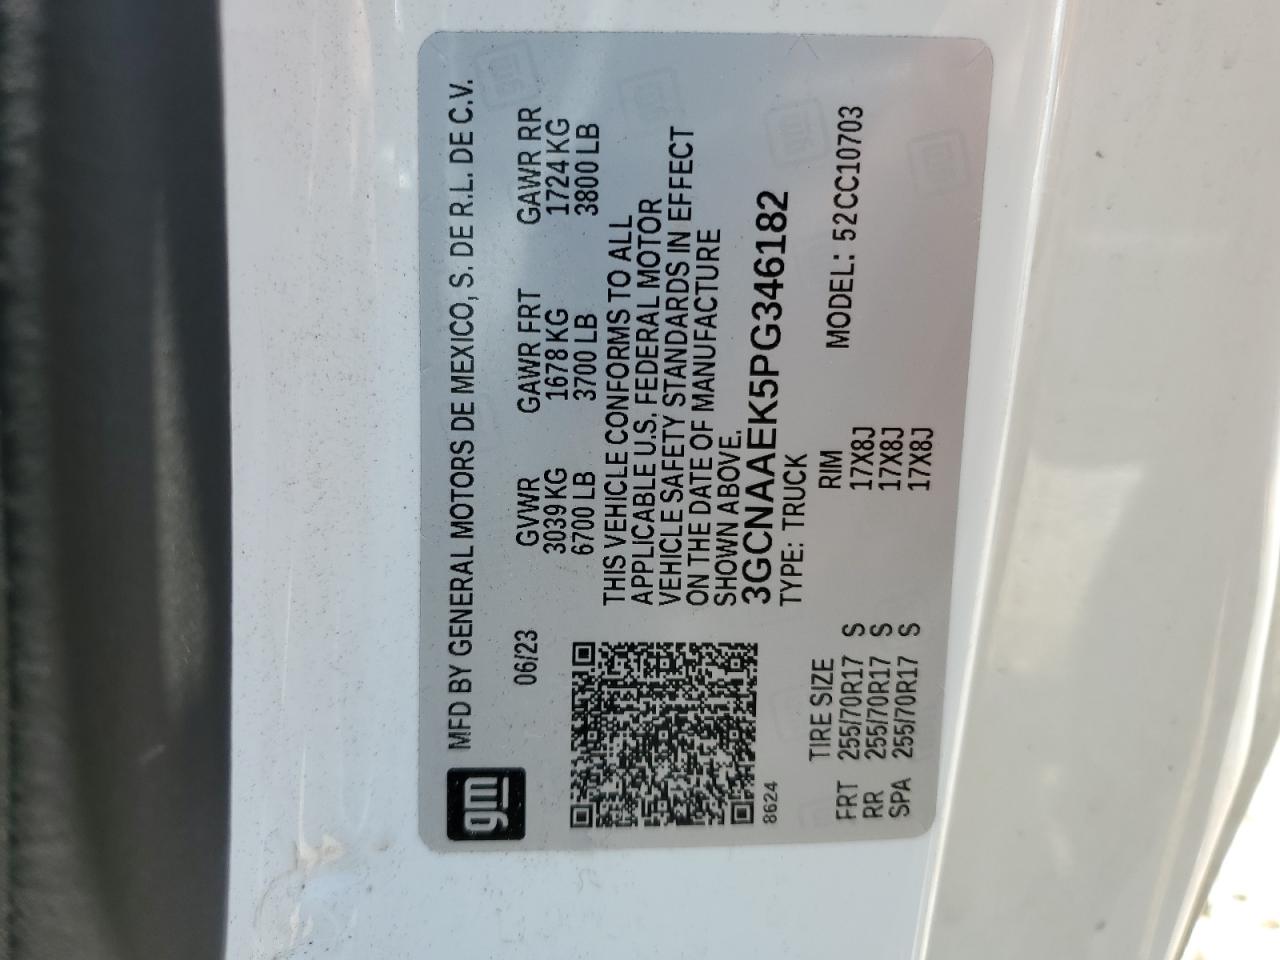 gm
MFD BY GENERAL MOTORS DE MEXICO, S. DE R.L. DE C.V.
06/23
GVWR GAWR FRT GAWR RR
3039 KG 1678 KG 1724 KG
6700 LB 3700 LB 3800 LB
THIS VEHICLE CONFORMS TO ALL
APPLICABLE U.S. FEDERAL MOTOR
VEHICLE SAFETY STANDARDS IN EFFECT
ON THE DATE OF MANUFACTURE
SHOWN ABOVE.
3GCNAAEK5PG346182
TYPE: TRUCK
8624
MODEL: 52CC10703
TIRE SIZE RIM
FRT 255/70R17 S 17X8J
RR 255/70R17 S 17X8J
SPA 255/70R17 S 17X8J